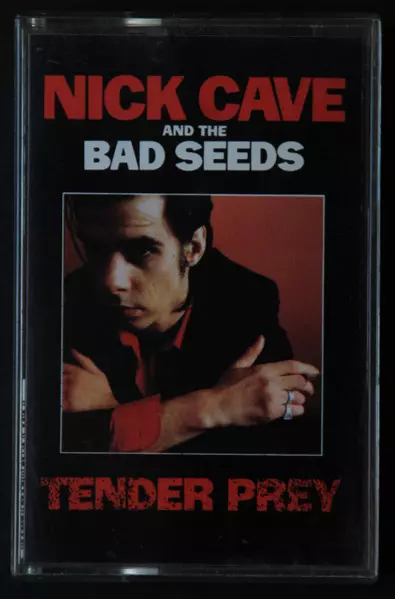 NICK CAVE
AND THE
BAD SEEDS
TENDER PREY